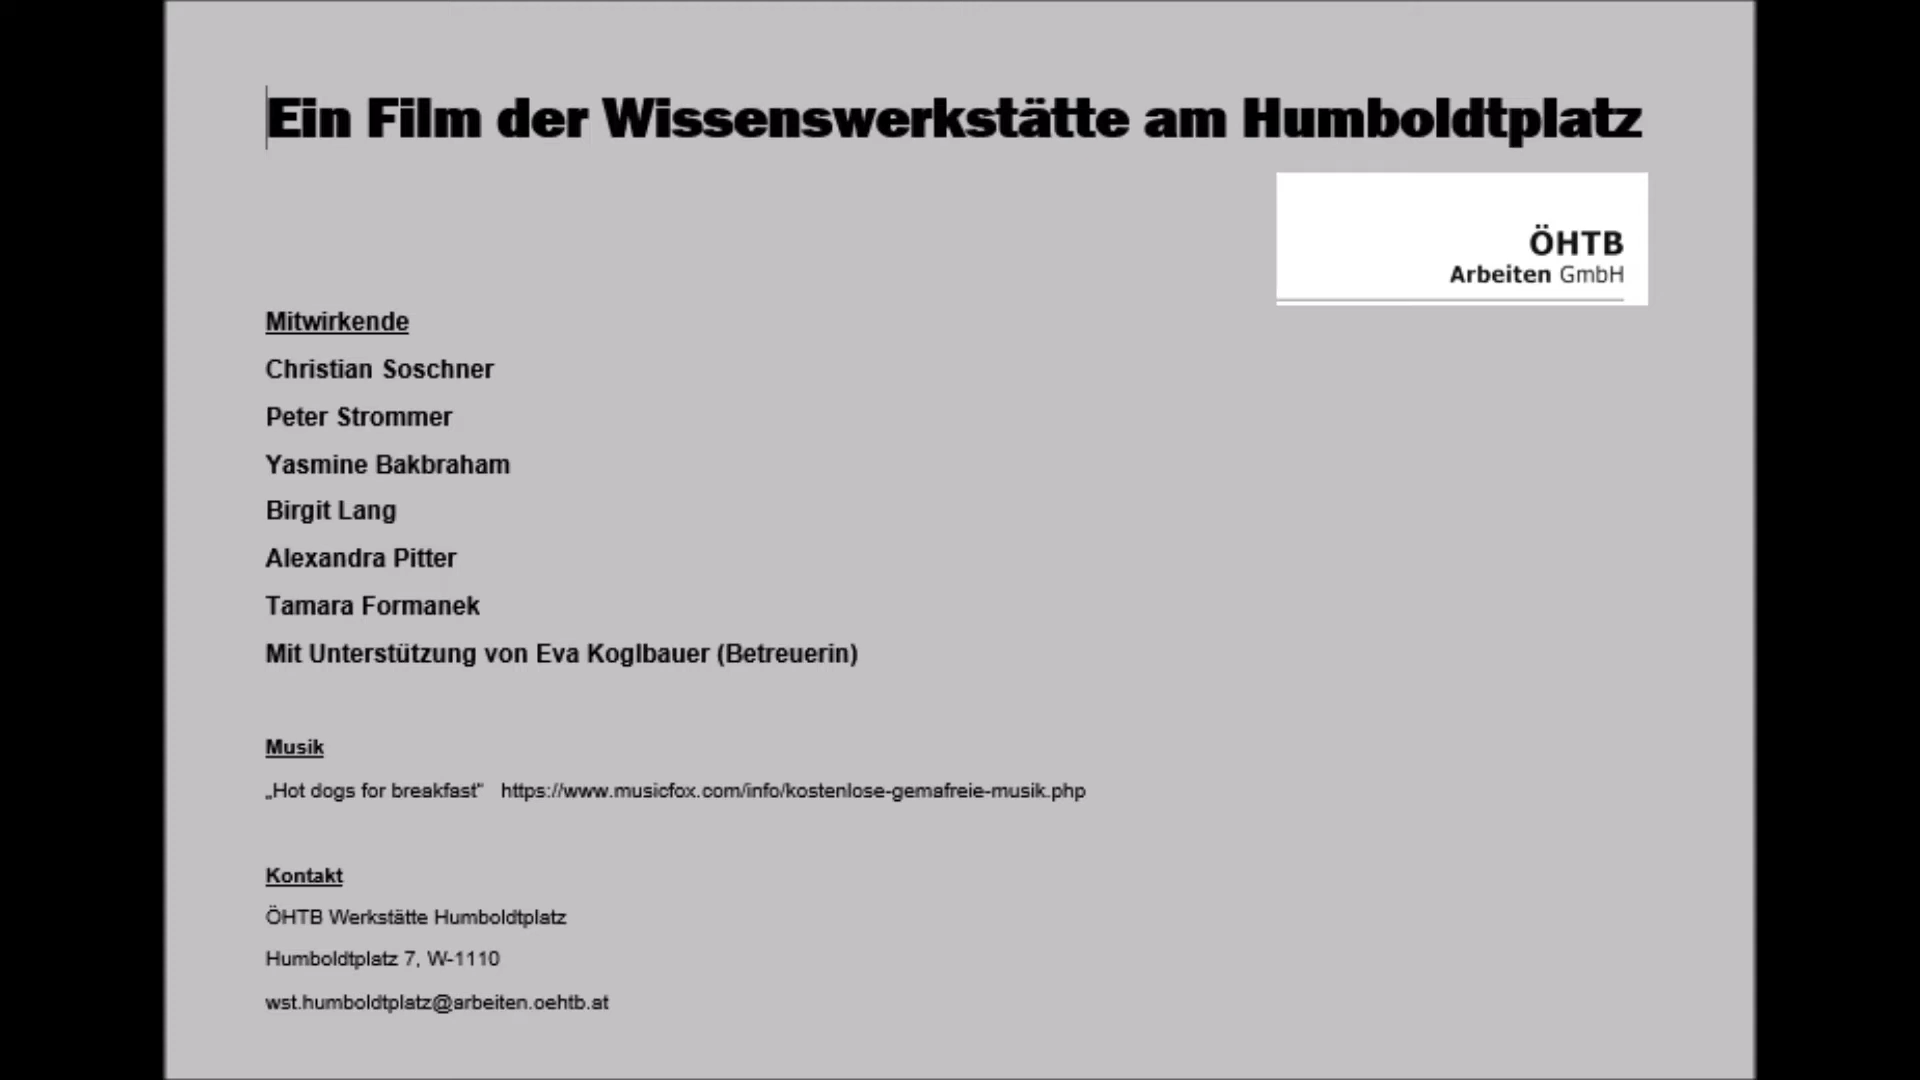 Ein Film der Wissenswerkstätte am Humboldtplatz
ÖHTB
Arbeiten GmbH
Mitwirkende
Christian Soschner
Peter Strommer
Yasmine Bakbraham
Birgit Lang
Alexandra Pitter
Tamara Formanek
Mit Unterstützung von Eva Koglbauer (Betreuerin)
Musik
„Hot dogs for breakfast“ https://www.musicfox.com/info/kostenlose-gemafreie-musik.php
Kontakt
ÖHTB Werkstätte Humboldtplatz
Humboldtplatz 7, W-1110
wst.humboldtplatz@arbeiten.oehtb.at